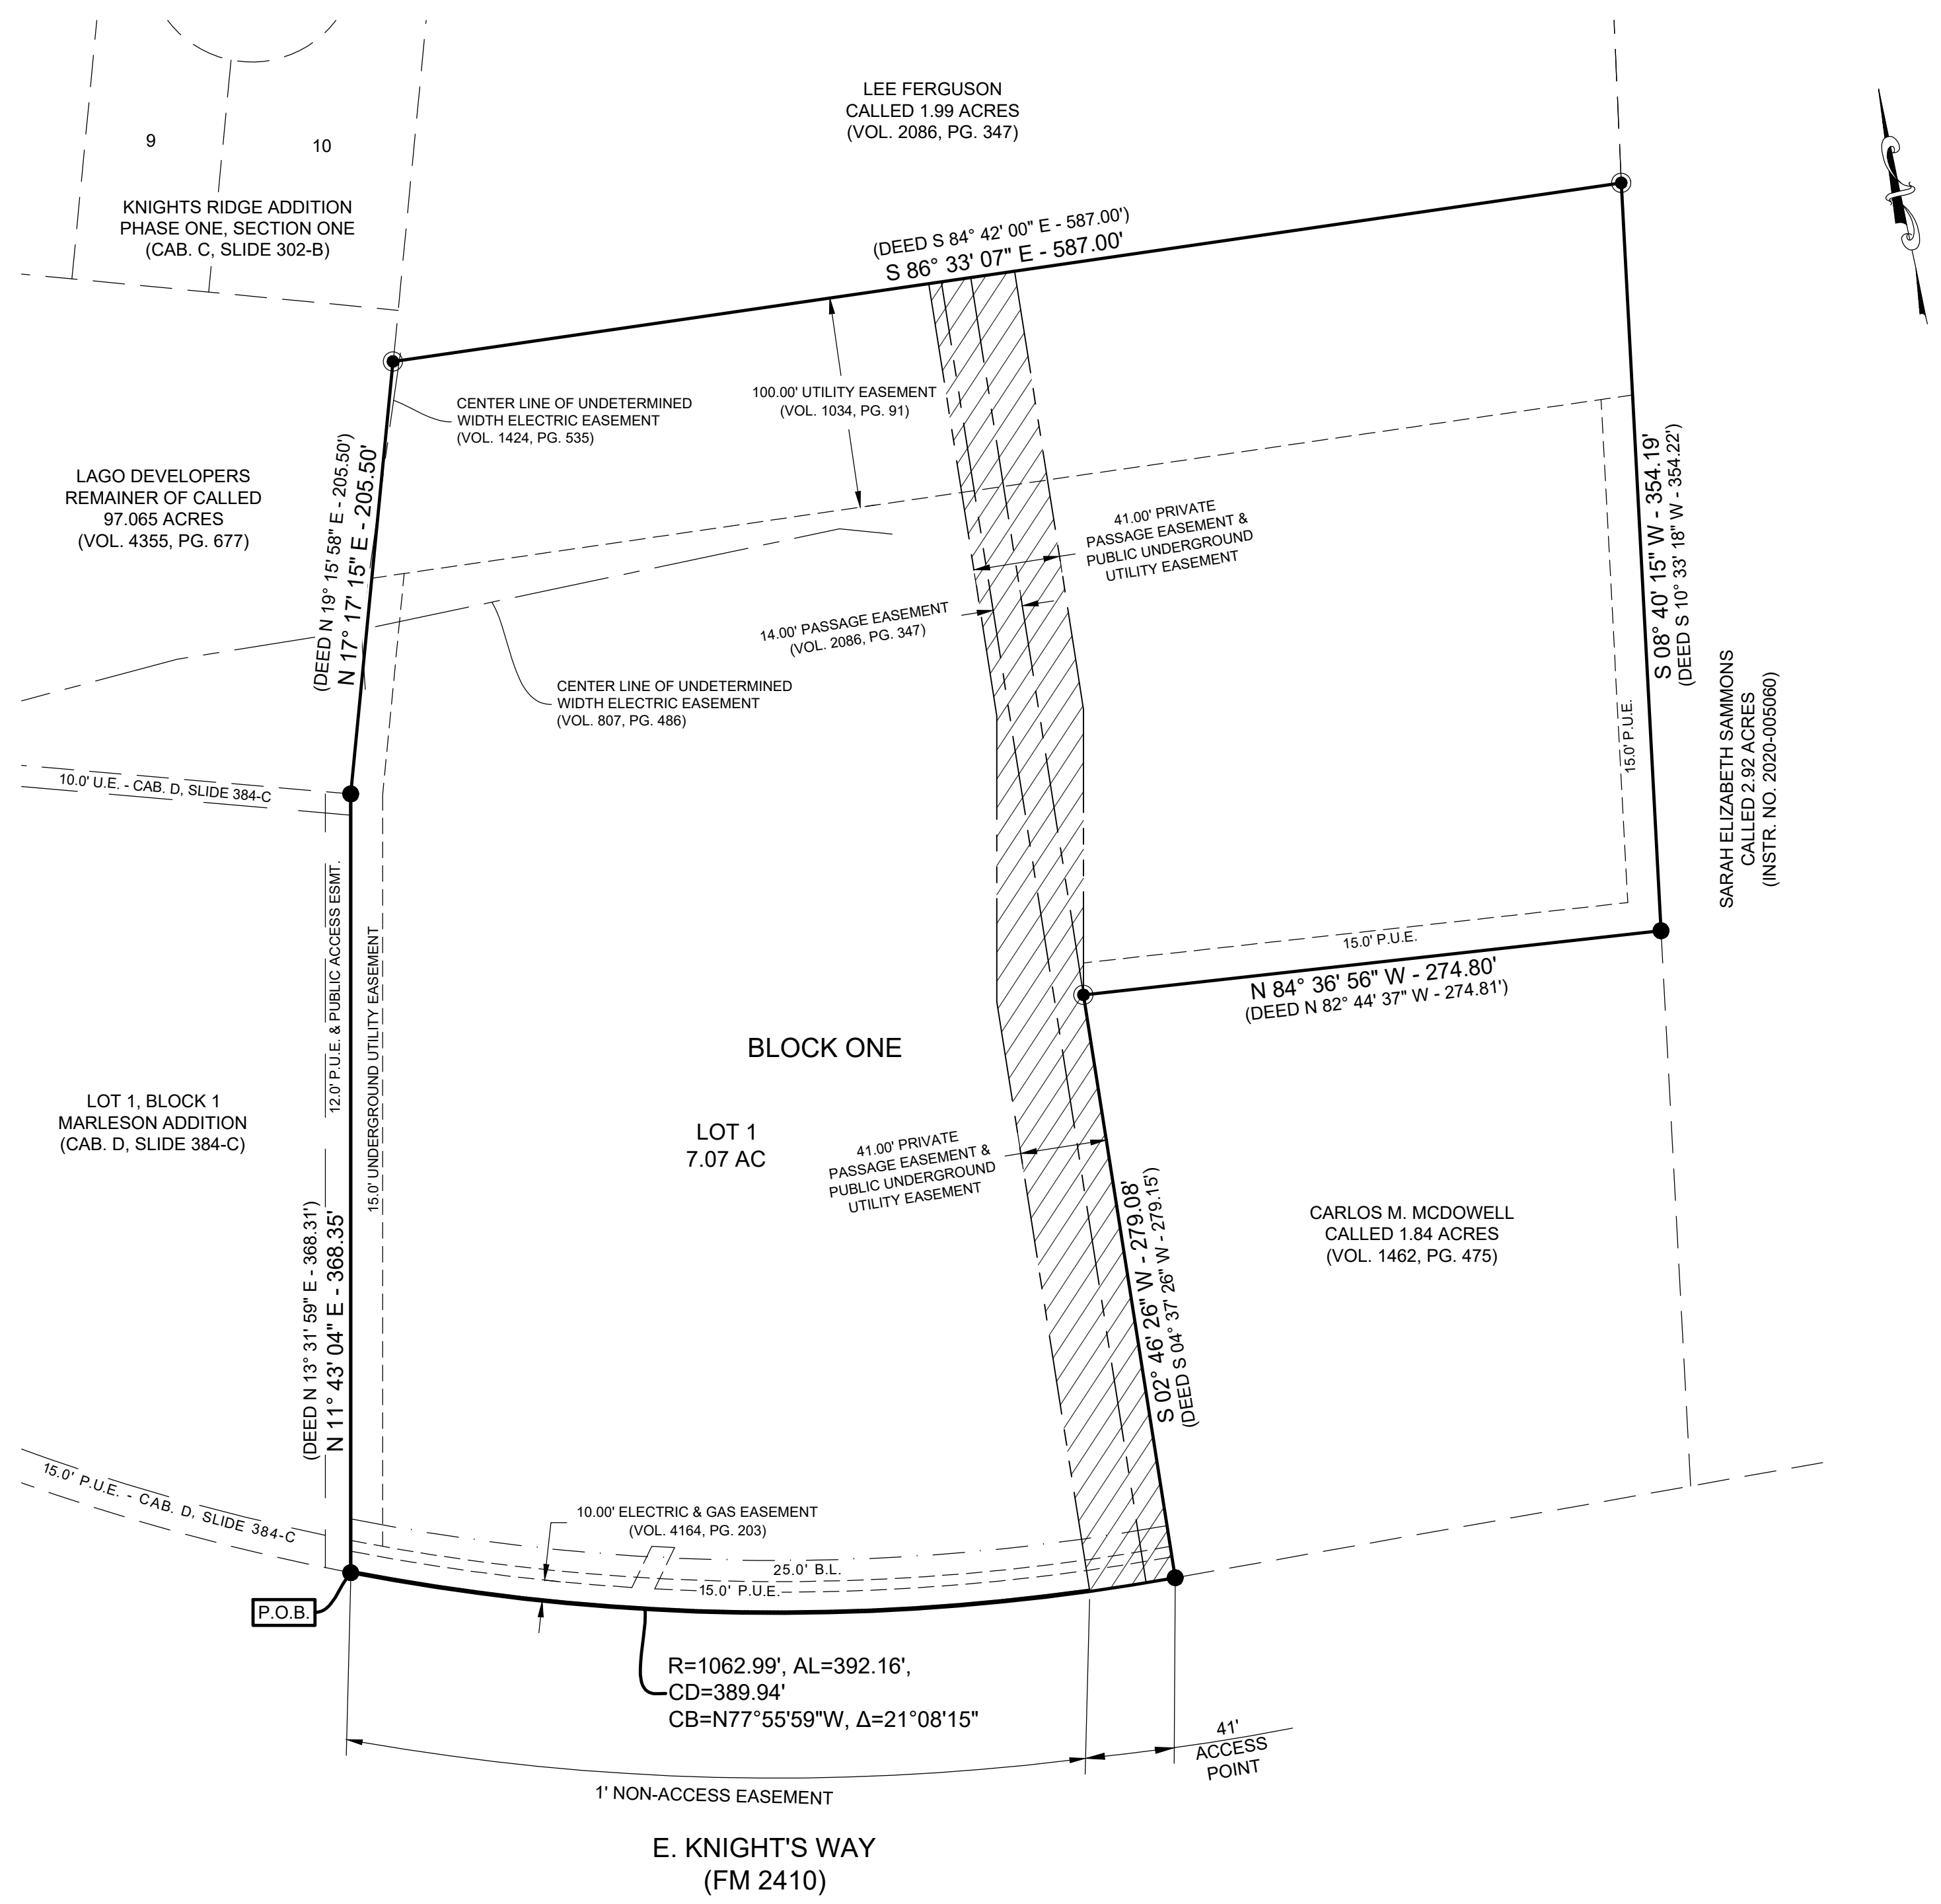 LEE FERGUSON
CALLED 1.99 ACRES
(VOL. 2086, PG. 347)
9
10
KNIGHTS RIDGE ADDITION
PHASE ONE, SECTION ONE
(CAB. C, SLIDE 302-B)
(DEED S 84° 42' 00" E - 587.00')
S 86° 33' 07" E - 587.00'
CENTER LINE OF UNDETERMINED
WIDTH ELECTRIC EASEMENT
(VOL. 1424, PG. 535)
100.00' UTILITY EASEMENT
(VOL. 1034, PG. 91)
LAGO DEVELOPERS
REMAINER OF CALLED
97.065 ACRES
(VOL. 4355, PG. 677)
(DEED N 19° 15' 58" E - 205.50')
N 17° 17' 15" E - 205.50'
41.00' PRIVATE
PASSAGE EASEMENT &
PUBLIC UNDERGROUND
UTILITY EASEMENT
14.00' PASSAGE EASEMENT
(VOL. 2086, PG. 347)
S 08° 40' 15" W - 354.19'
(DEED S 10° 33' 18" W - 354.22')
CENTER LINE OF UNDETERMINED
WIDTH ELECTRIC EASEMENT
(VOL. 807, PG. 486)
15.0' P.U.E.
SARAH ELIZABETH SAMMONS
CALLED 2.92 ACRES
(INSTR. NO. 2020-005060)
10.0' U.E. - CAB. D, SLIDE 384-C
12.0' P.U.E. & PUBLIC ACCESS ESMT.
15.0' UNDERGROUND UTILITY EASEMENT
15.0' P.U.E.
N 84° 36' 56" W - 274.80'
(DEED N 82° 44' 37" W - 274.81')
BLOCK ONE
LOT 1
7.07 AC
LOT 1, BLOCK 1
MARLESON ADDITION
(CAB. D, SLIDE 384-C)
41.00' PRIVATE
PASSAGE EASEMENT &
PUBLIC UNDERGROUND
UTILITY EASEMENT
(DEED N 13° 31' 59" E - 368.31')
N 11° 43' 04" E - 368.35'
S 02° 46' 26" W - 279.08'
(DEED S 04° 37' 26" W - 279.15')
CARLOS M. MCDOWELL
CALLED 1.84 ACRES
(VOL. 1462, PG. 475)
15.0' P.U.E. - CAB. D, SLIDE 384-C
10.00' ELECTRIC & GAS EASEMENT
(VOL. 4164, PG. 203)
25.0' B.L.
15.0' P.U.E.
P.O.B.
R=1062.99', AL=392.16',
CD=389.94'
CB=N77°55'59"W, Δ=21°08'15"
41'
ACCESS
POINT
1' NON-ACCESS EASEMENT
E. KNIGHT'S WAY
(FM 2410)